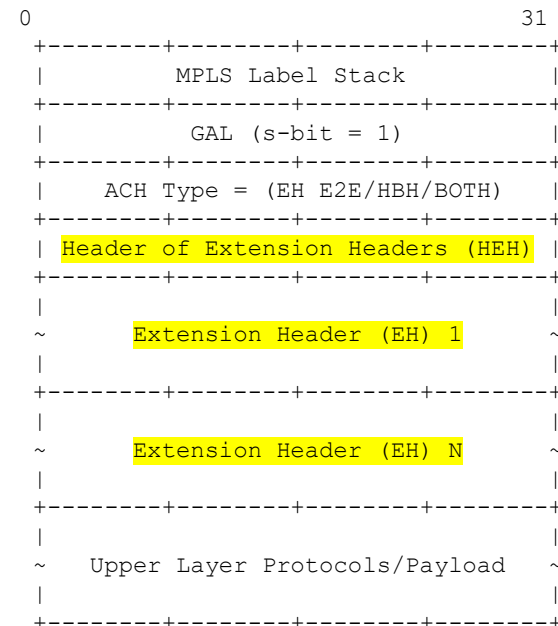 0                                31
+--------+--------+--------+--------+
|         MPLS Label Stack          |
+--------+--------+--------+--------+
|          GAL (s-bit = 1)          |
+--------+--------+--------+--------+
|    ACH Type = (EH E2E/HBH/BOTH)   |
+--------+--------+--------+--------+
| Header of Extension Headers (HEH) |
+--------+--------+--------+--------+
|                                   |
~      Extension Header (EH) 1      ~
|                                   |
+--------+--------+--------+--------+
|                                   |
~      Extension Header (EH) N      ~
|                                   |
+--------+--------+--------+--------+
|                                   |
~   Upper Layer Protocols/Payload   ~
|                                   |
+--------+--------+--------+--------+